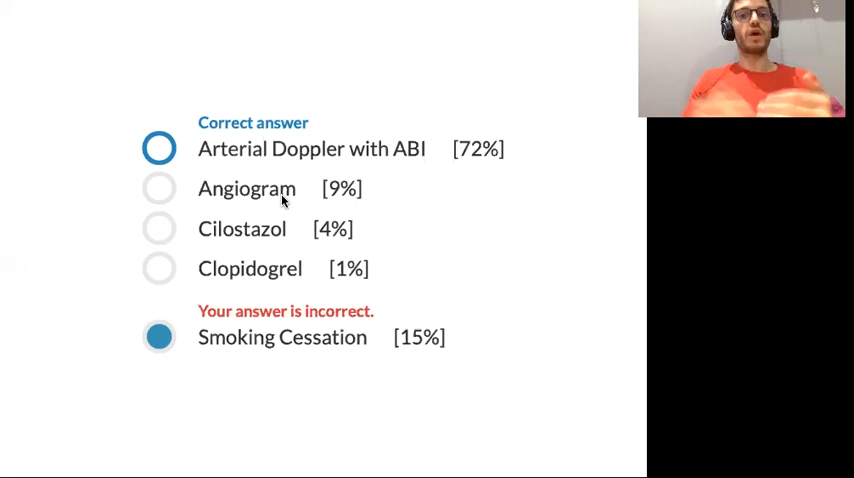 Correct answer
Arterial Doppler with ABI [72%]
Angiogram [9%]
Cilostazol [4%]
Clopidogrel [1%]
Your answer is incorrect.
Smoking Cessation [15%]